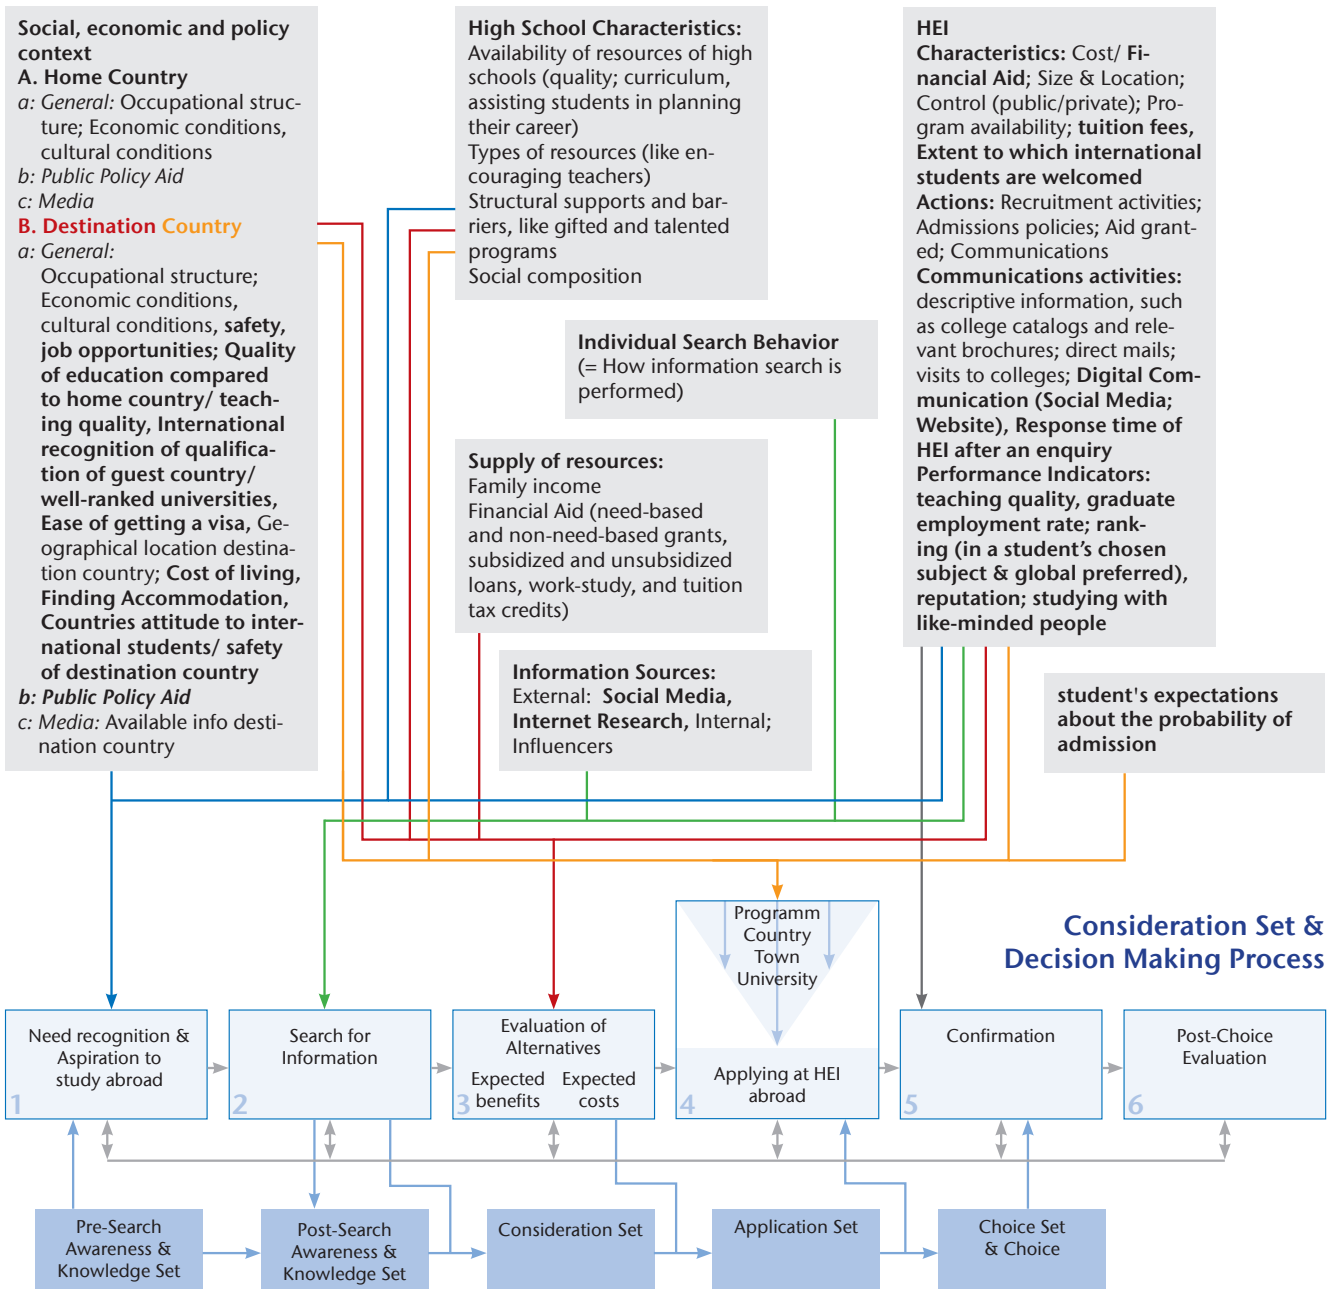 Social, economic and policy
context
A. Home Country
a: General: Occupational struc-
ture; Economic conditions,
cultural conditions
b: Public Policy Aid
c: Media
B. Destination Country
a: General:
Occupational structure;
Economic conditions,
cultural conditions, safety,
job opportunities; Quality
of education compared
to home country/ teach-
ing quality, International
recognition of qualifica-
tion of guest country/
well-ranked universities,
Ease of getting a visa, Ge-
ographical location destina-
tion country; Cost of living,
Finding Accommodation,
Countries attitude to inter-
national students/ safety
of destination country
b: Public Policy Aid
c: Media: Available info desti-
nation country
High School Characteristics:
Availability of resources of high
schools (quality; curriculum,
assisting students in planning
their career)
Types of resources (like en-
couraging teachers)
Structural supports and bar-
riers, like gifted and talented
programs
Social composition
Individual Search Behavior
(= How information search is
performed)
Supply of resources:
Family income
Financial Aid (need-based
and non-need-based grants,
subsidized and unsubsidized
loans, work-study, and tuition
tax credits)
Information Sources:
External: Social Media,
Internet Research, Internal;
Influencers
HEI
Characteristics: Cost/ Fi-
nancial Aid; Size & Location;
Control (public/private); Pro-
gram availability; tuition fees,
Extent to which international
students are welcomed
Actions: Recruitment activities;
Admissions policies; Aid grant-
ed; Communications
Communications activities:
descriptive information, such
as college catalogs and rele-
vant brochures; direct mails;
visits to colleges; Digital Com-
munication (Social Media;
Website), Response time of
HEI after an enquiry
Performance Indicators:
teaching quality, graduate
employment rate; rank-
ing (in a student's chosen
subject & global preferred),
reputation; studying with
like-minded people
student's expectations
about the probability of
admission
Consideration Set &
Decision Making Process
Need recognition &
Aspiration to
study abroad
1
Search for
Information
2
Evaluation of
Alternatives
Expected
benefits
Expected
costs
3
Programm
Country
Town
University
Applying at HEI
abroad
4
Confirmation
5
Post-Choice
Evaluation
6
Pre-Search
Awareness &
Knowledge Set
Post-Search
Awareness &
Knowledge Set
Consideration Set
Application Set
Choice Set
& Choice